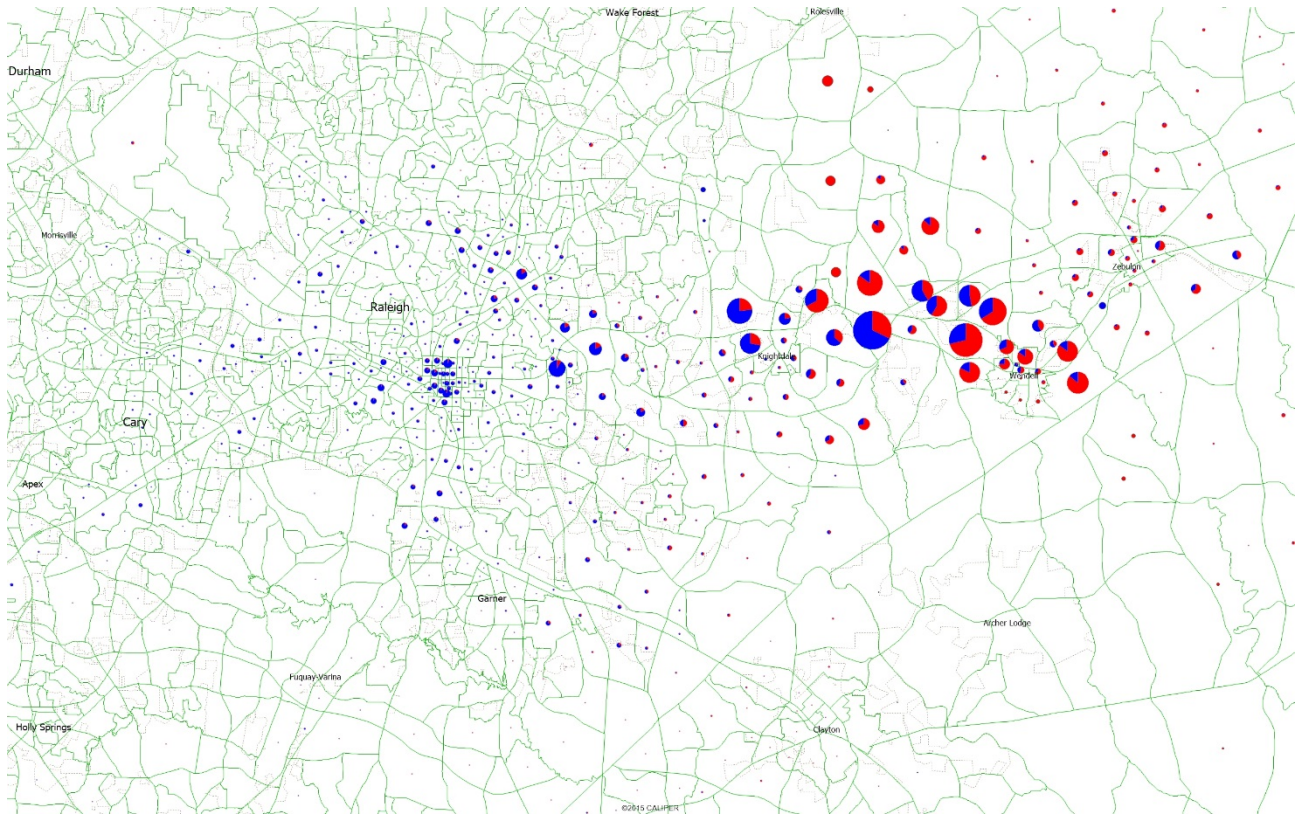 Wake Forest
Rolesville
Durham
Morrisville
Zebulon
Raleigh
Knightdale
Wendell
Cary
Apex
Garner
Archer Lodge
Fuquay-Varina
Holly Springs
Clayton
©2015 CALIPER